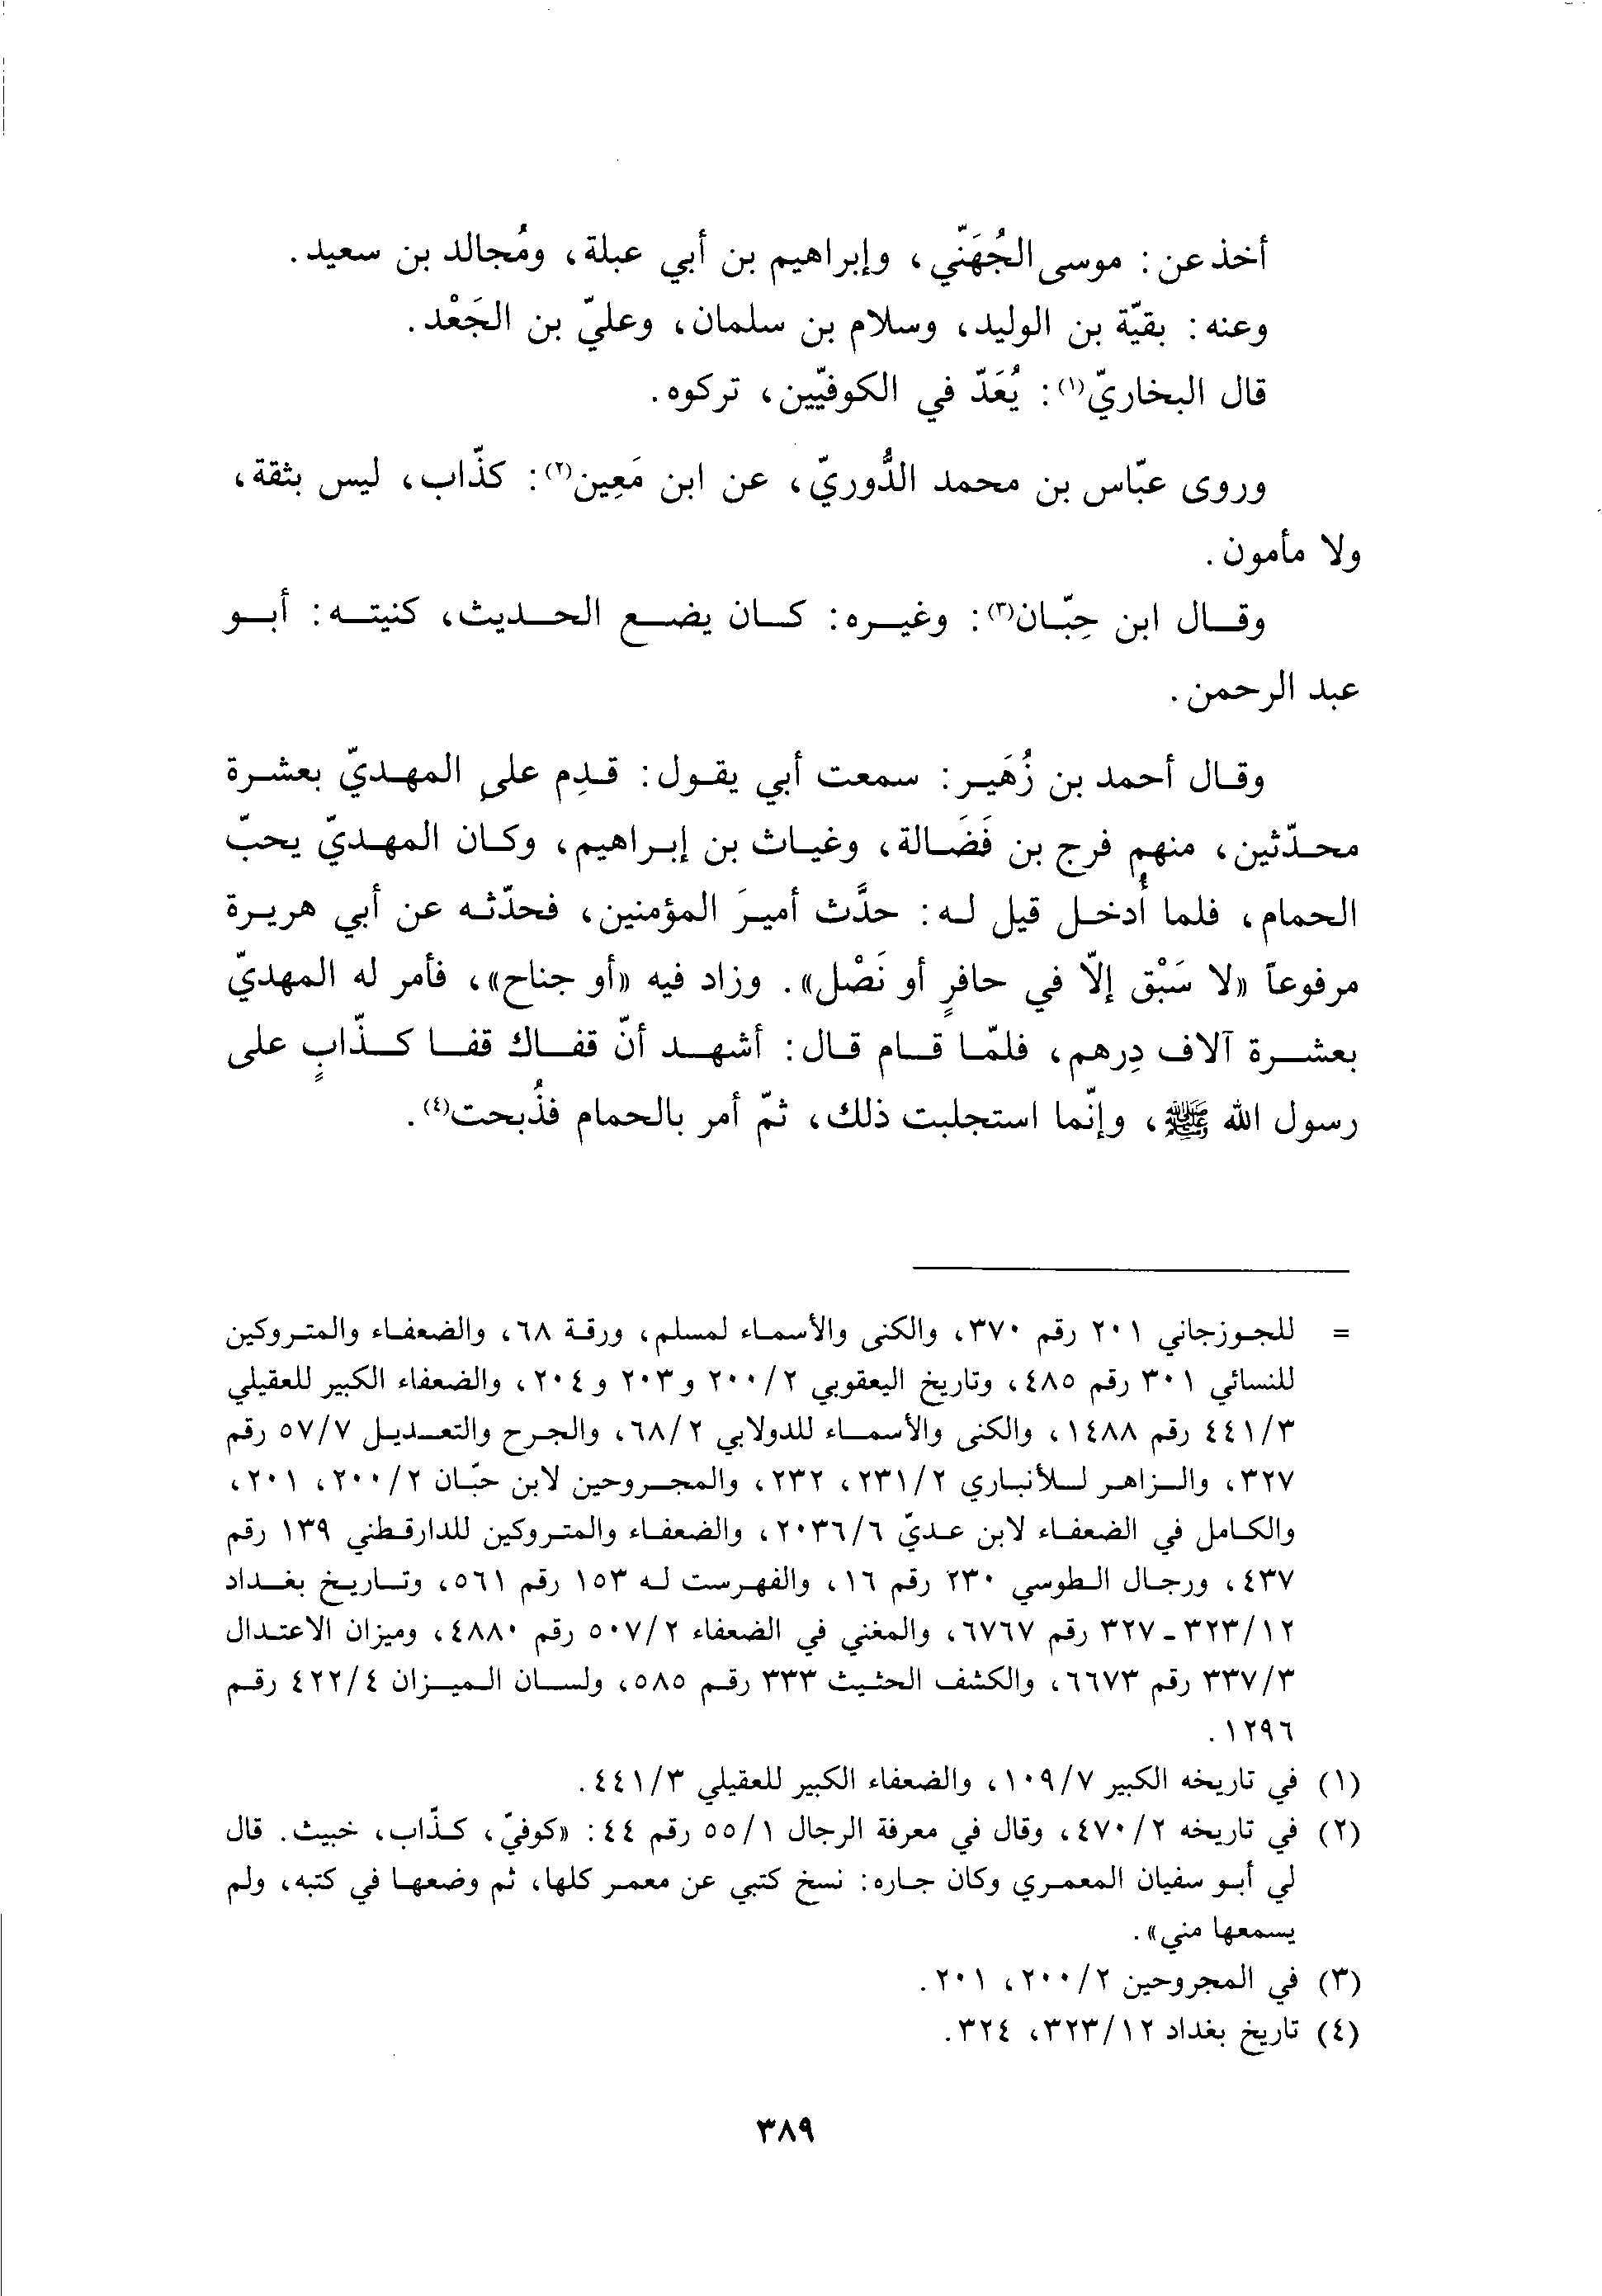 أخذ عن: موسى الجُهَنّي، وإبراهيم بن أبي عبلة، ومُجالد بن سعيد.
وعنه: بقيّة بن الوليد، وسلام بن سلمان، وعليّ بن الجَعْد.
قال البخاريّ(١): يُعَدّ في الكوفيّين، تركوه.
وروى عبّاس بن محمد الدُّوريّ، عن ابن مَعِين(٢): كذّاب، ليس بثقة،
ولا مأمون.
وقال ابن حِبّان(٣): وغيره: كان يضع الحديث، كنيته: أبو
عبد الرحمن.
وقال أحمد بن زُهَير: سمعت أبي يقول: قدِم على المهديّ بعشرة
محدّثين، منهم فرج بن فَضَالة، وغياث بن إبراهيم، وكان المهديّ يحبّ
الحمام، فلما أُدخل قيل له: حدَّث أميرَ المؤمنين، فحدّثه عن أبي هريرة
مرفوعاً «لا سَبْق إلاّ في حافرٍ أو نَصْل». وزاد فيه «أو جناح»، فأمر له المهديّ
بعشرة آلاف دِرهم، فلمّا قام قال: أشهد أنّ قفاك قفا كذّابٍ على
رسول الله ﷺ، وإنّما استجلبت ذلك، ثمّ أمر بالحمام فذُبحت(٤).
= للجوزجاني ٢٠١ رقم ٣٧٠، والكنى والأسماء لمسلم، ورقة ٦٨، والضعفاء والمتروكين
للنسائي ٣٠١ رقم ٤٨٥، وتاريخ اليعقوبي ٢/ ٢٠٠ و ٢٠٣ و ٢٠٤، والضعفاء الكبير للعقيلي
٣/ ٤٤١ رقم ١٤٨٨، والكنى والأسماء للدولابي ٢/ ٦٨، والجرح والتعديل ٧/ ٥٧ رقم
٣٢٧، والزاهر للأنباري ٢/ ٢٣١، ٢٣٢، والمجروحين لابن حبّان ٢/ ٢٠٠، ٢٠١،
والكامل في الضعفاء لابن عديّ ٦/ ٢٠٣٦، والضعفاء والمتروكين للدارقطني ١٣٩ رقم
٤٣٧، ورجال الطوسي ٢٣٠ رقم ١٦، والفهرست له ١٥٣ رقم ٥٦١، وتاريخ بغداد
١٢/ ٣٢٣ - ٣٢٧ رقم ٦٧٦٧، والمغني في الضعفاء ٢/ ٥٠٧ رقم ٤٨٨٠، وميزان الاعتدال
٣/ ٣٣٧ رقم ٦٦٧٣، والكشف الحثيث ٣٣٣ رقم ٥٨٥، ولسان الميزان ٤/ ٤٢٢ رقم
١٢٩٦.
(١) في تاريخه الكبير ٧/ ١٠٩، والضعفاء الكبير للعقيلي ٣/ ٤٤١.
(٢) في تاريخه ٢/ ٤٧٠، وقال في معرفة الرجال ١/ ٥٥ رقم ٤٤: «كوفيّ، كذّاب، خبيث. قال
لي أبو سفيان المعمري وكان جاره: نسخ كتبي عن معمر كلها، ثم وضعها في كتبه، ولم
يسمعها مني».
(٣) في المجروحين ٢/ ٢٠٠، ٢٠١.
(٤) تاريخ بغداد ١٢/ ٣٢٣، ٣٢٤.
٣٨٩